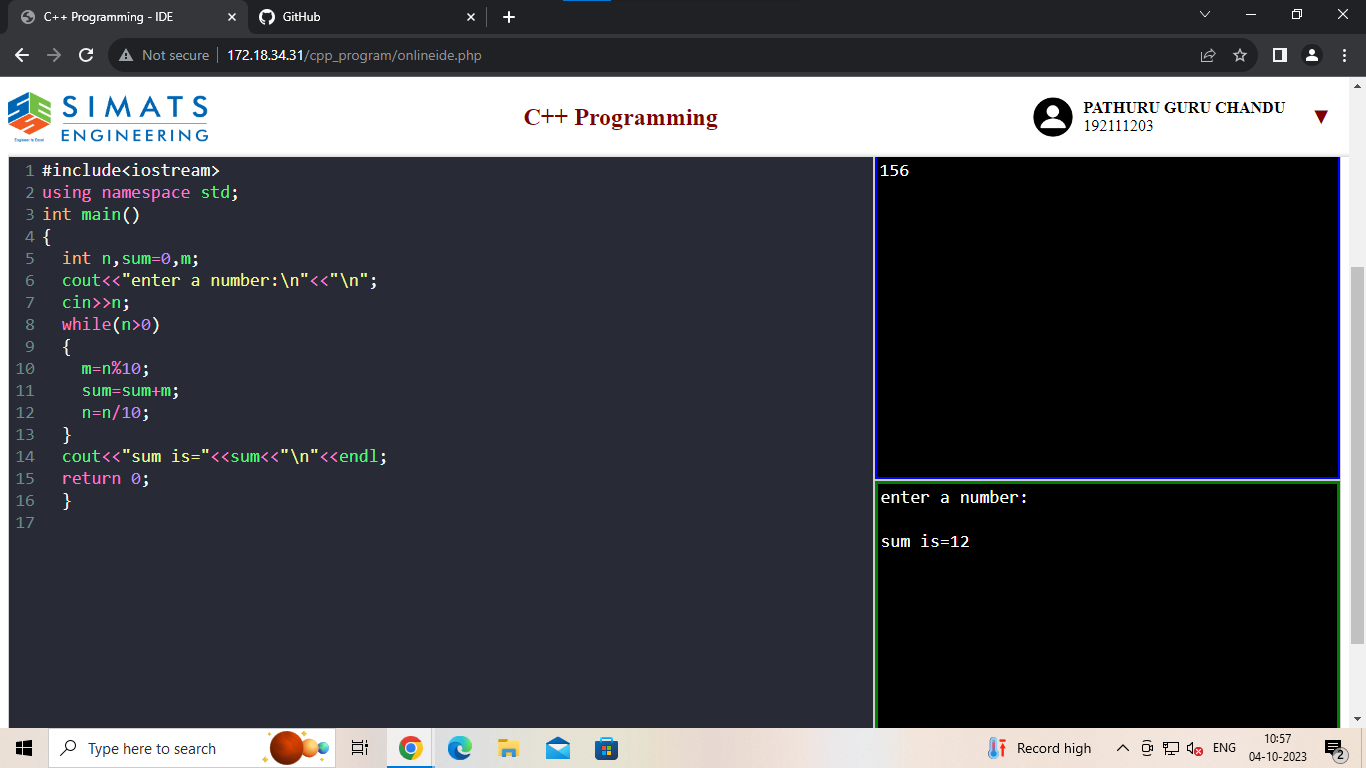 C++ Programming - IDE
GitHub
Not secure
172.18.34.31/cpp_program/onlineide.php
SIMATS
ENGINEERING
Engineer to Excel
C++ Programming
PATHURU GURU CHANDU
192111203
1 #include<iostream>
2 using namespace std;
3 int main()
4 {
5   int n,sum=0,m;
6   cout<<"enter a number:\n"<<"\n";
7   cin>>n;
8   while(n>0)
9   {
10     m=n%10;
11     sum=sum+m;
12     n=n/10;
13   }
14   cout<<"sum is="<<sum<<"\n"<<endl;
15   return 0;
16   }
17
156
enter a number:
sum is=12
Type here to search
Record high
ENG
10:57
04-10-2023
2